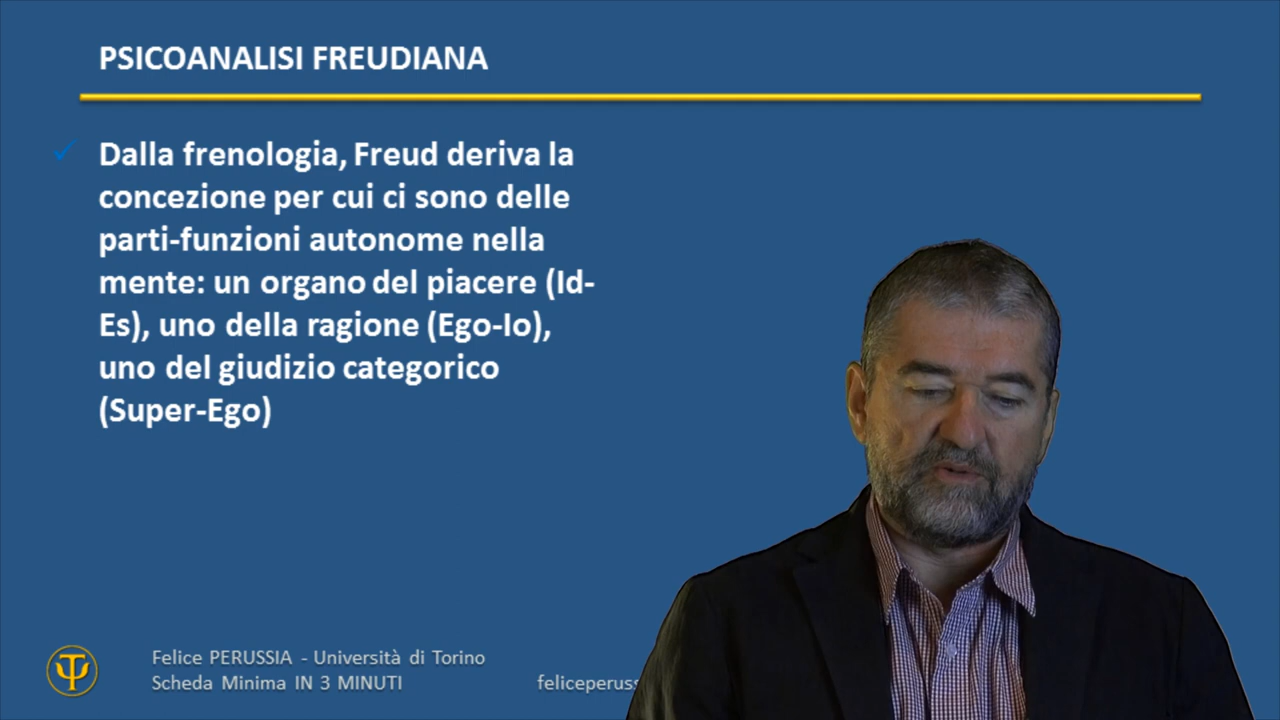 PSICOANALISI FREUDIANA
Dalla frenologia, Freud deriva la
concezione per cui ci sono delle
parti-funzioni autonome nella
mente: un organo del piacere (Id-
Es), uno della ragione (Ego-Io),
uno del giudizio categorico
(Super-Ego)
Felice PERUSSIA - Università di Torino
Scheda Minima IN 3 MINUTI
feliceperuss